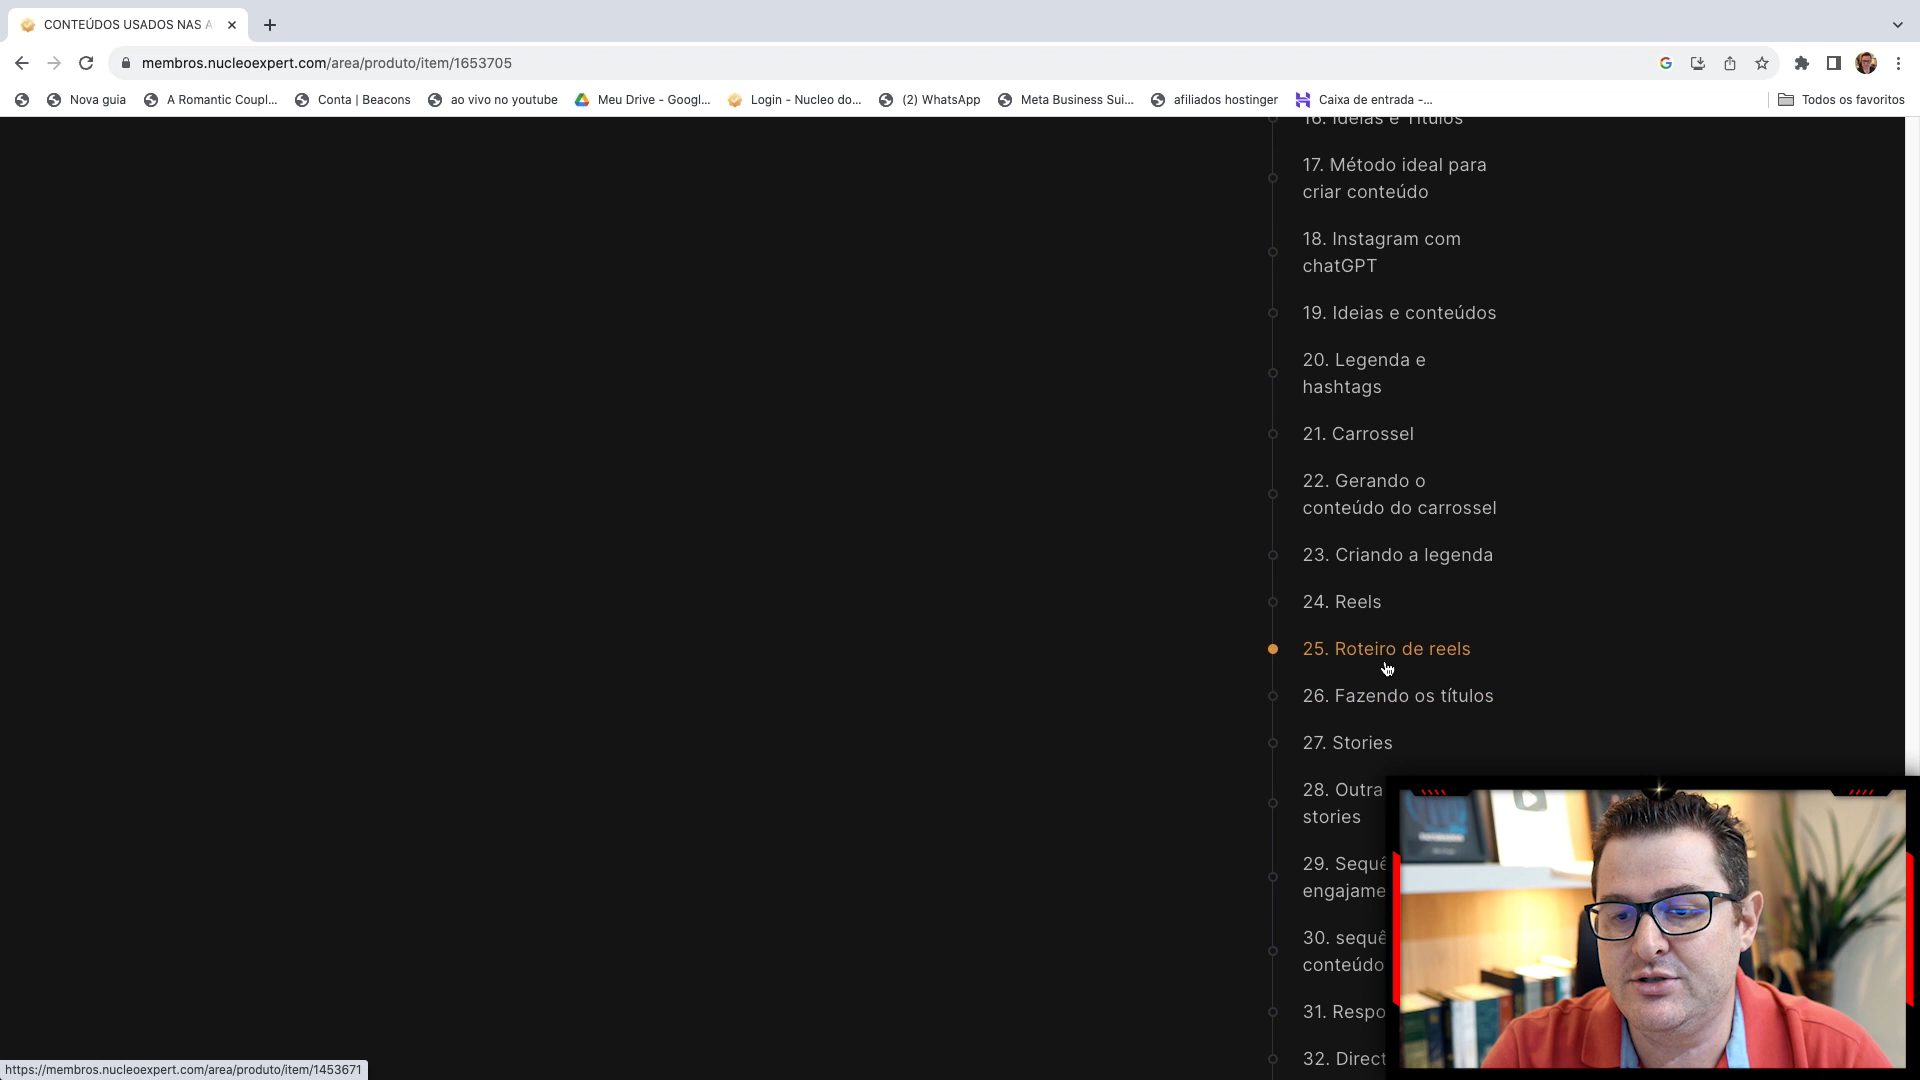 CONTEÚDOS USADOS NAS A
membros.nucleoexpert.com/area/produto/item/1653705
Nova guia
A Romantic Coupl...
Conta | Beacons
ao vivo no youtube
Meu Drive - Googl...
Login - Nucleo do...
(2) WhatsApp
Meta Business Sui...
afiliados hostinger
Caixa de entrada -...
Todos os favoritos
16. Ideias e Títulos
17. Método ideal para
criar conteúdo
18. Instagram com
chatGPT
19. Ideias e conteúdos
20. Legenda e
hashtags
21. Carrossel
22. Gerando o
conteúdo do carrossel
23. Criando a legenda
24. Reels
25. Roteiro de reels
26. Fazendo os títulos
27. Stories
28. Outra
stories
29. Sequê
engajame
30. sequê
conteúdo
31. Respo
32. Direct
https://membros.nucleoexpert.com/area/produto/item/1453671